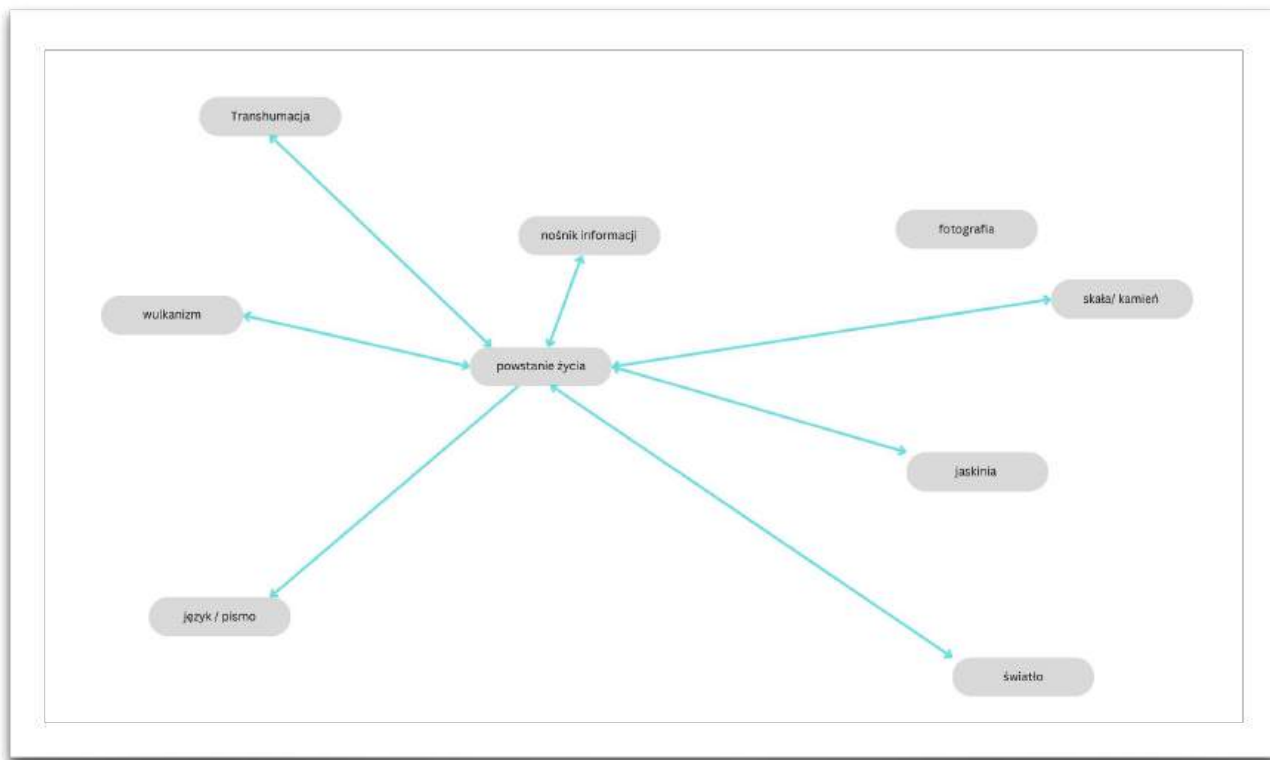 Transhumacja
nośnik informacji
fotografia
skała/ kamień
wulkanizm
powstanie życia
jaskinia
język / pismo
światło